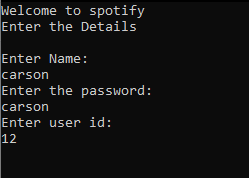 Welcome to spotify
Enter the Details
Enter Name:
carson
Enter the password:
carson
Enter user id:
12